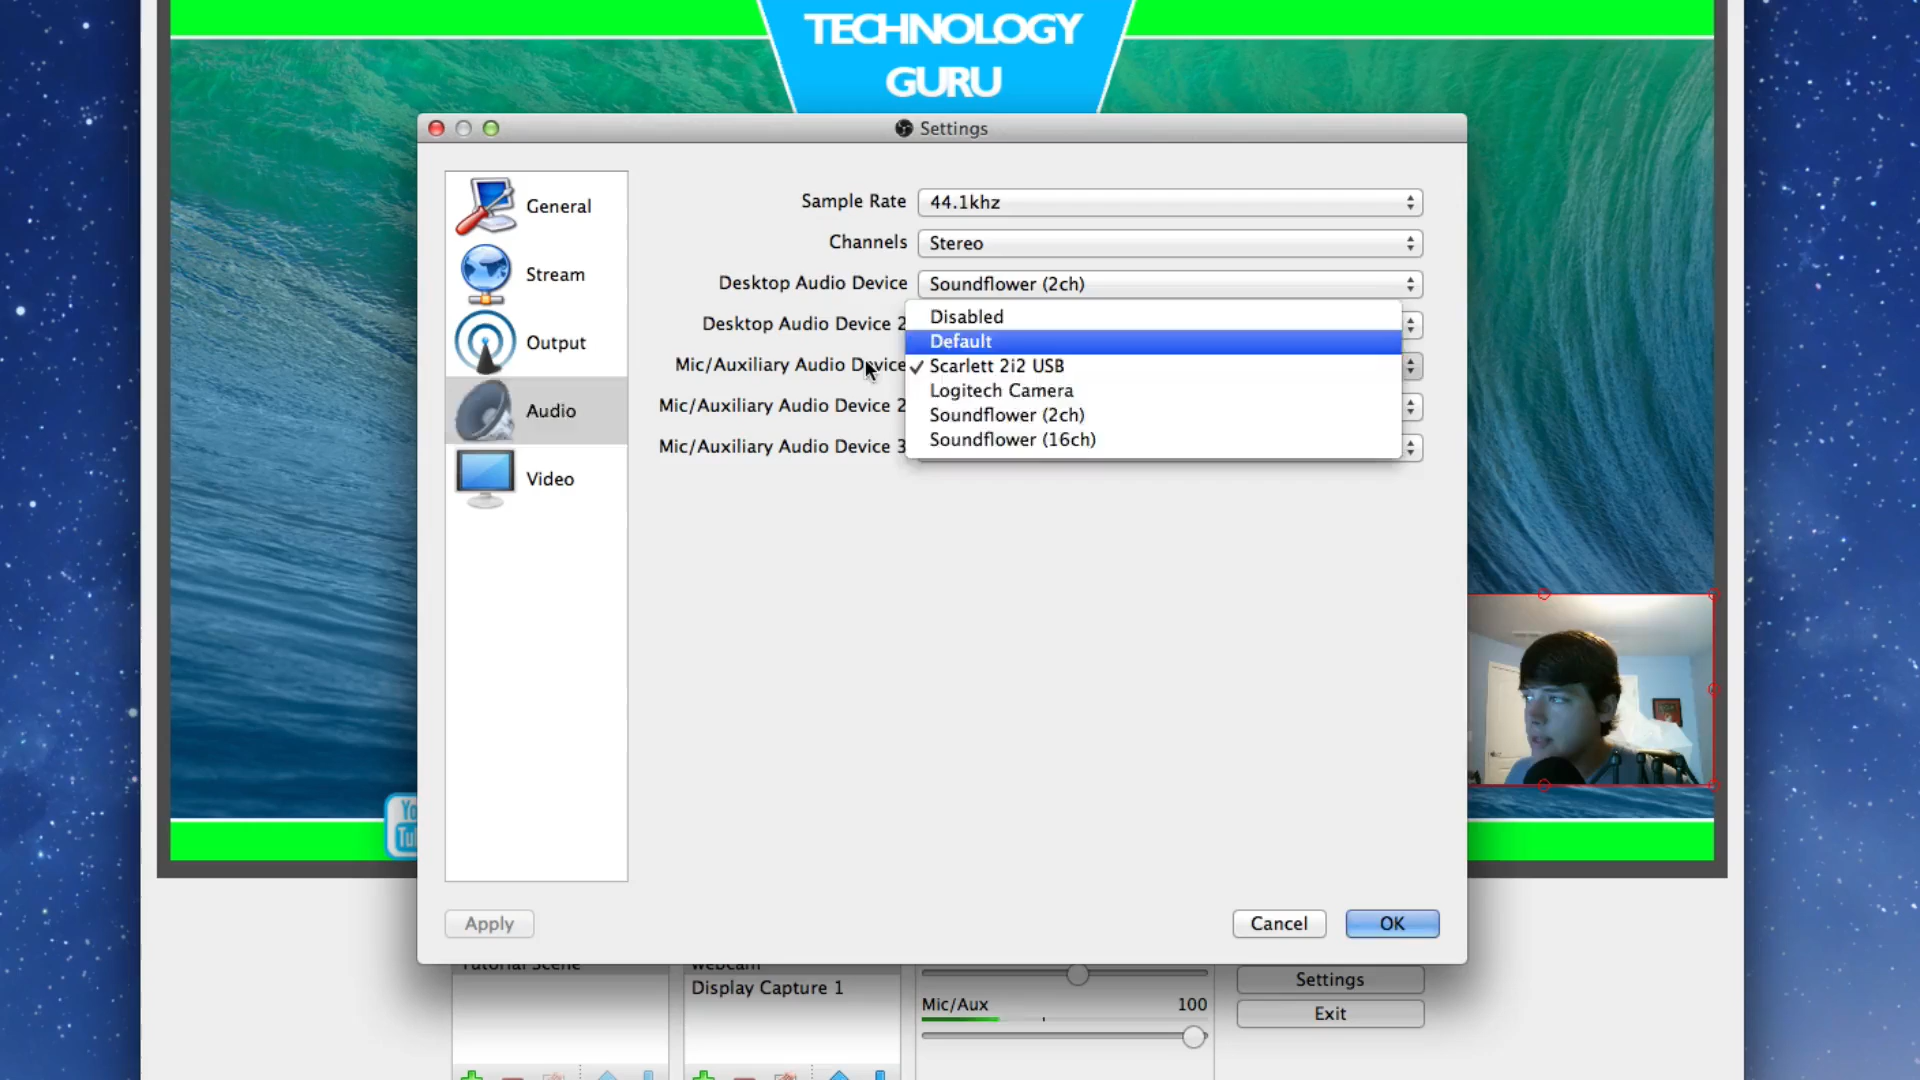 TECHNOLOGY
GURU
Settings
General
Stream
Output
Audio
Video
Sample Rate 44.1khz
Channels Stereo
Desktop Audio Device Soundflower (2ch)
Desktop Audio Device 2
Mic/Auxiliary Audio Device
Mic/Auxiliary Audio Device 2
Mic/Auxiliary Audio Device 3
Disabled
Default
✓ Scarlett 2i2 USB
Logitech Camera
Soundflower (2ch)
Soundflower (16ch)
Apply
Cancel
OK
Tutorial Scene
Webcam
Display Capture 1
Mic/Aux 100
Settings
Exit